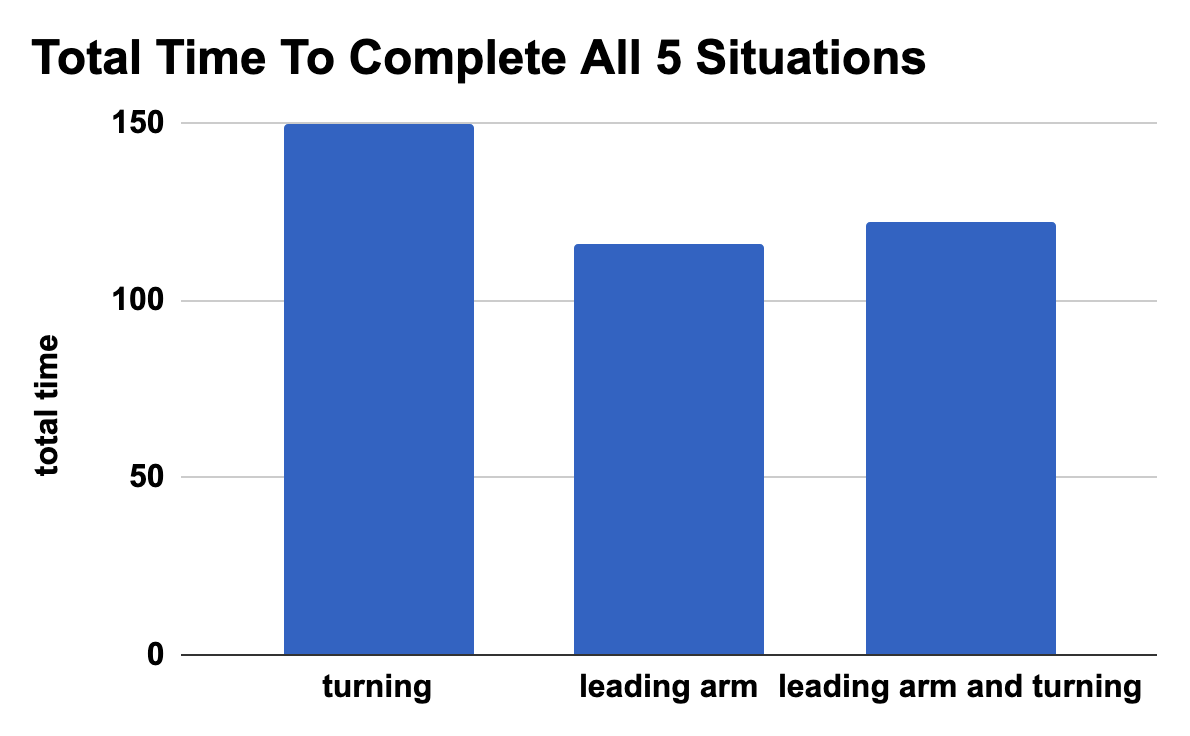 Total Time To Complete All 5 Situations
150
100
50
0
total time
turning
leading arm
leading arm and turning